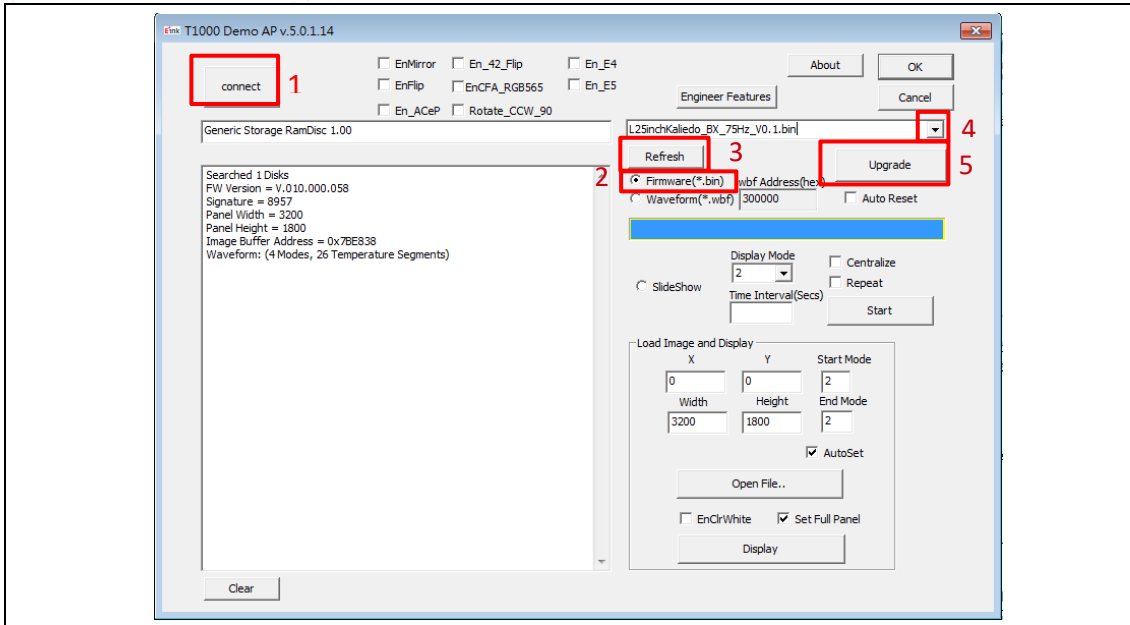 Eink T1000 Demo AP v.5.0.1.14
connect
1
EnMirror
En_42_Flip
En_E4
EnFlip
EnCFA_RGB565
En_E5
En_ACeP
Rotate_CCW_90
About
OK
Engineer Features
Cancel
Generic Storage RamDisc 1.00
L25inchKaliedo_BX_75Hz_V0.1.bin
4
Refresh
3
Upgrade
5
2
Firmware(*.bin)
wbf Address(hex)
Waveform(*.wbf)
300000
Auto Reset
Searched 1 Disks
FW Version = V.010.000.058
Signature = 8957
Panel Width = 3200
Panel Height = 1800
Image Buffer Address = 0x7BE838
Waveform: (4 Modes, 26 Temperature Segments)
SlideShow
Display Mode
2
Time Interval(Secs)
Centralize
Repeat
Start
Load Image and Display
X
Y
Start Mode
0
0
2
Width
Height
End Mode
3200
1800
2
AutoSet
Open File..
EnClrWhite
Set Full Panel
Display
Clear